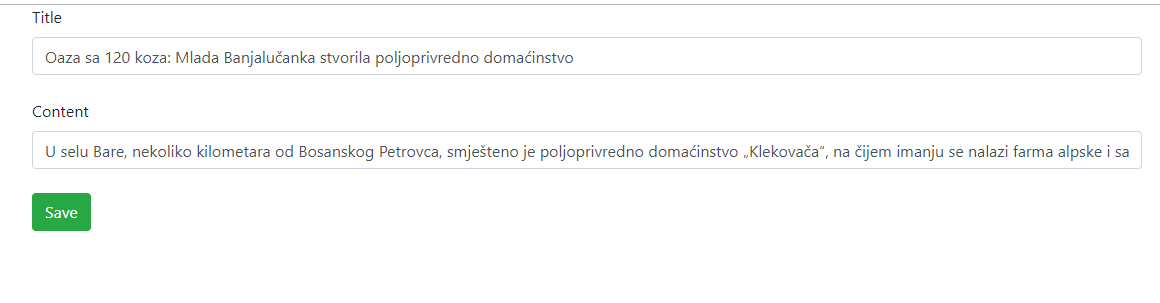 Title
Oaza sa 120 koza: Mlada Banjalučanka stvorila poljoprivredno domaćinstvo
Content
U selu Bare, nekoliko kilometara od Bosanskog Petrovca, smješteno je poljoprivredno domaćinstvo „Klekovača“, na čijem imanju se nalazi farma alpske i sa
Save